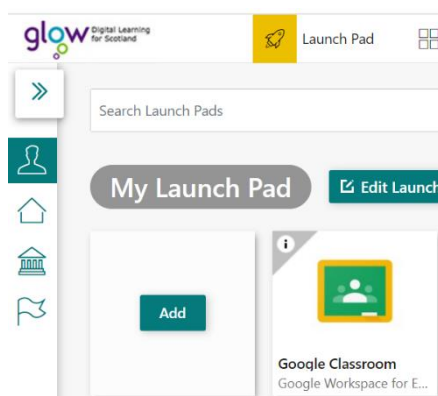 glow Digital Learning
for Scotland
Launch Pad
Search Launch Pads
My Launch Pad
Edit Launch
Add
i
Google Classroom
Google Workspace for E...